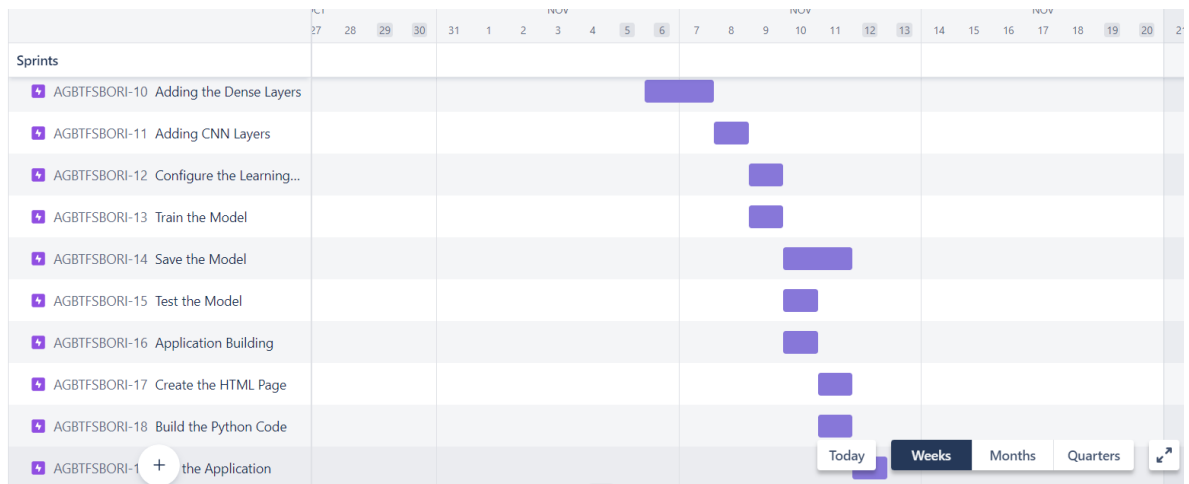 NOV NOV NOV
27 28 29 30 31 1 2 3 4 5 6 7 8 9 10 11 12 13 14 15 16 17 18 19 20 21
Sprints
AGBTFSBORI-10 Adding the Dense Layers
AGBTFSBORI-11 Adding CNN Layers
AGBTFSBORI-12 Configure the Learning...
AGBTFSBORI-13 Train the Model
AGBTFSBORI-14 Save the Model
AGBTFSBORI-15 Test the Model
AGBTFSBORI-16 Application Building
AGBTFSBORI-17 Create the HTML Page
AGBTFSBORI-18 Build the Python Code
the Application
+
Today Weeks Months Quarters